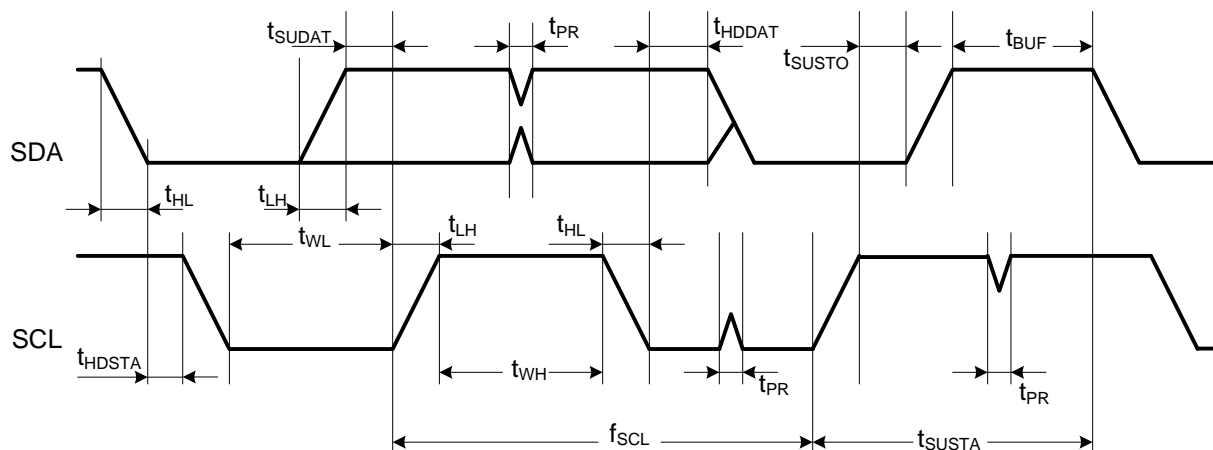 tSUDAT
tPR
tHDDAT
tSUSTO
tBUF
SDA
tHL
tLH
tWL
tLH
tHL
SCL
tHDSTA
tWH
tPR
tPR
fSCL
tSUSTA